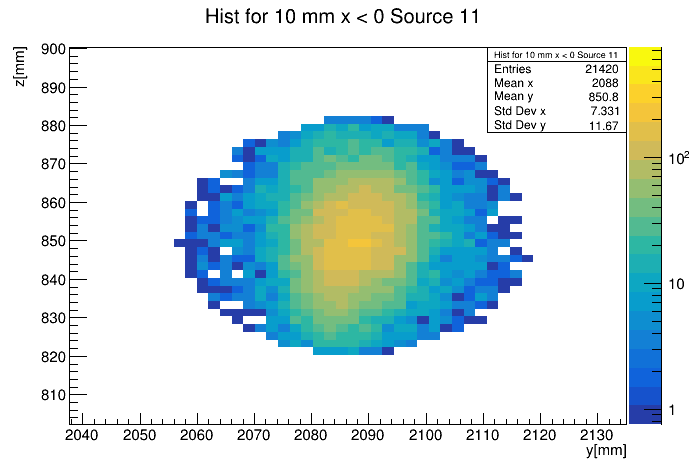 Hist for 10 mm x < 0 Source 11
z[mm]
900
890
880
870
860
850
840
830
820
810
Hist for 10 mm x < 0 Source 11
Entries 21420
Mean x 2088
Mean y 850.8
Std Dev x 7.331
Std Dev y 11.67
10²
10
1
2040 2050 2060 2070 2080 2090 2100 2110 2120 2130
y[mm]